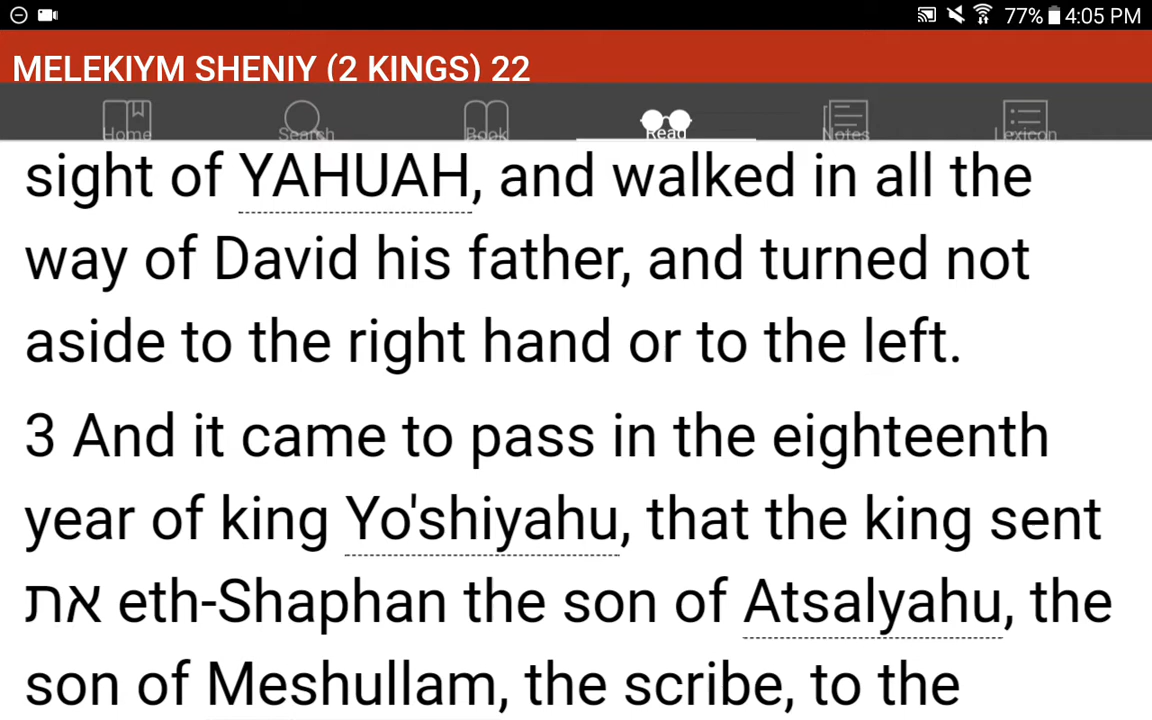 77% 4:05 PM
MELEKIYM SHENIY (2 KINGS) 22
Home Search Book Read Notes Lexicon
sight of YAHUAH, and walked in all the
way of David his father, and turned not
aside to the right hand or to the left.
3 And it came to pass in the eighteenth
year of king Yo'shiyahu, that the king sent
את eth-Shaphan the son of Atsalyahu, the
son of Meshullam, the scribe, to the